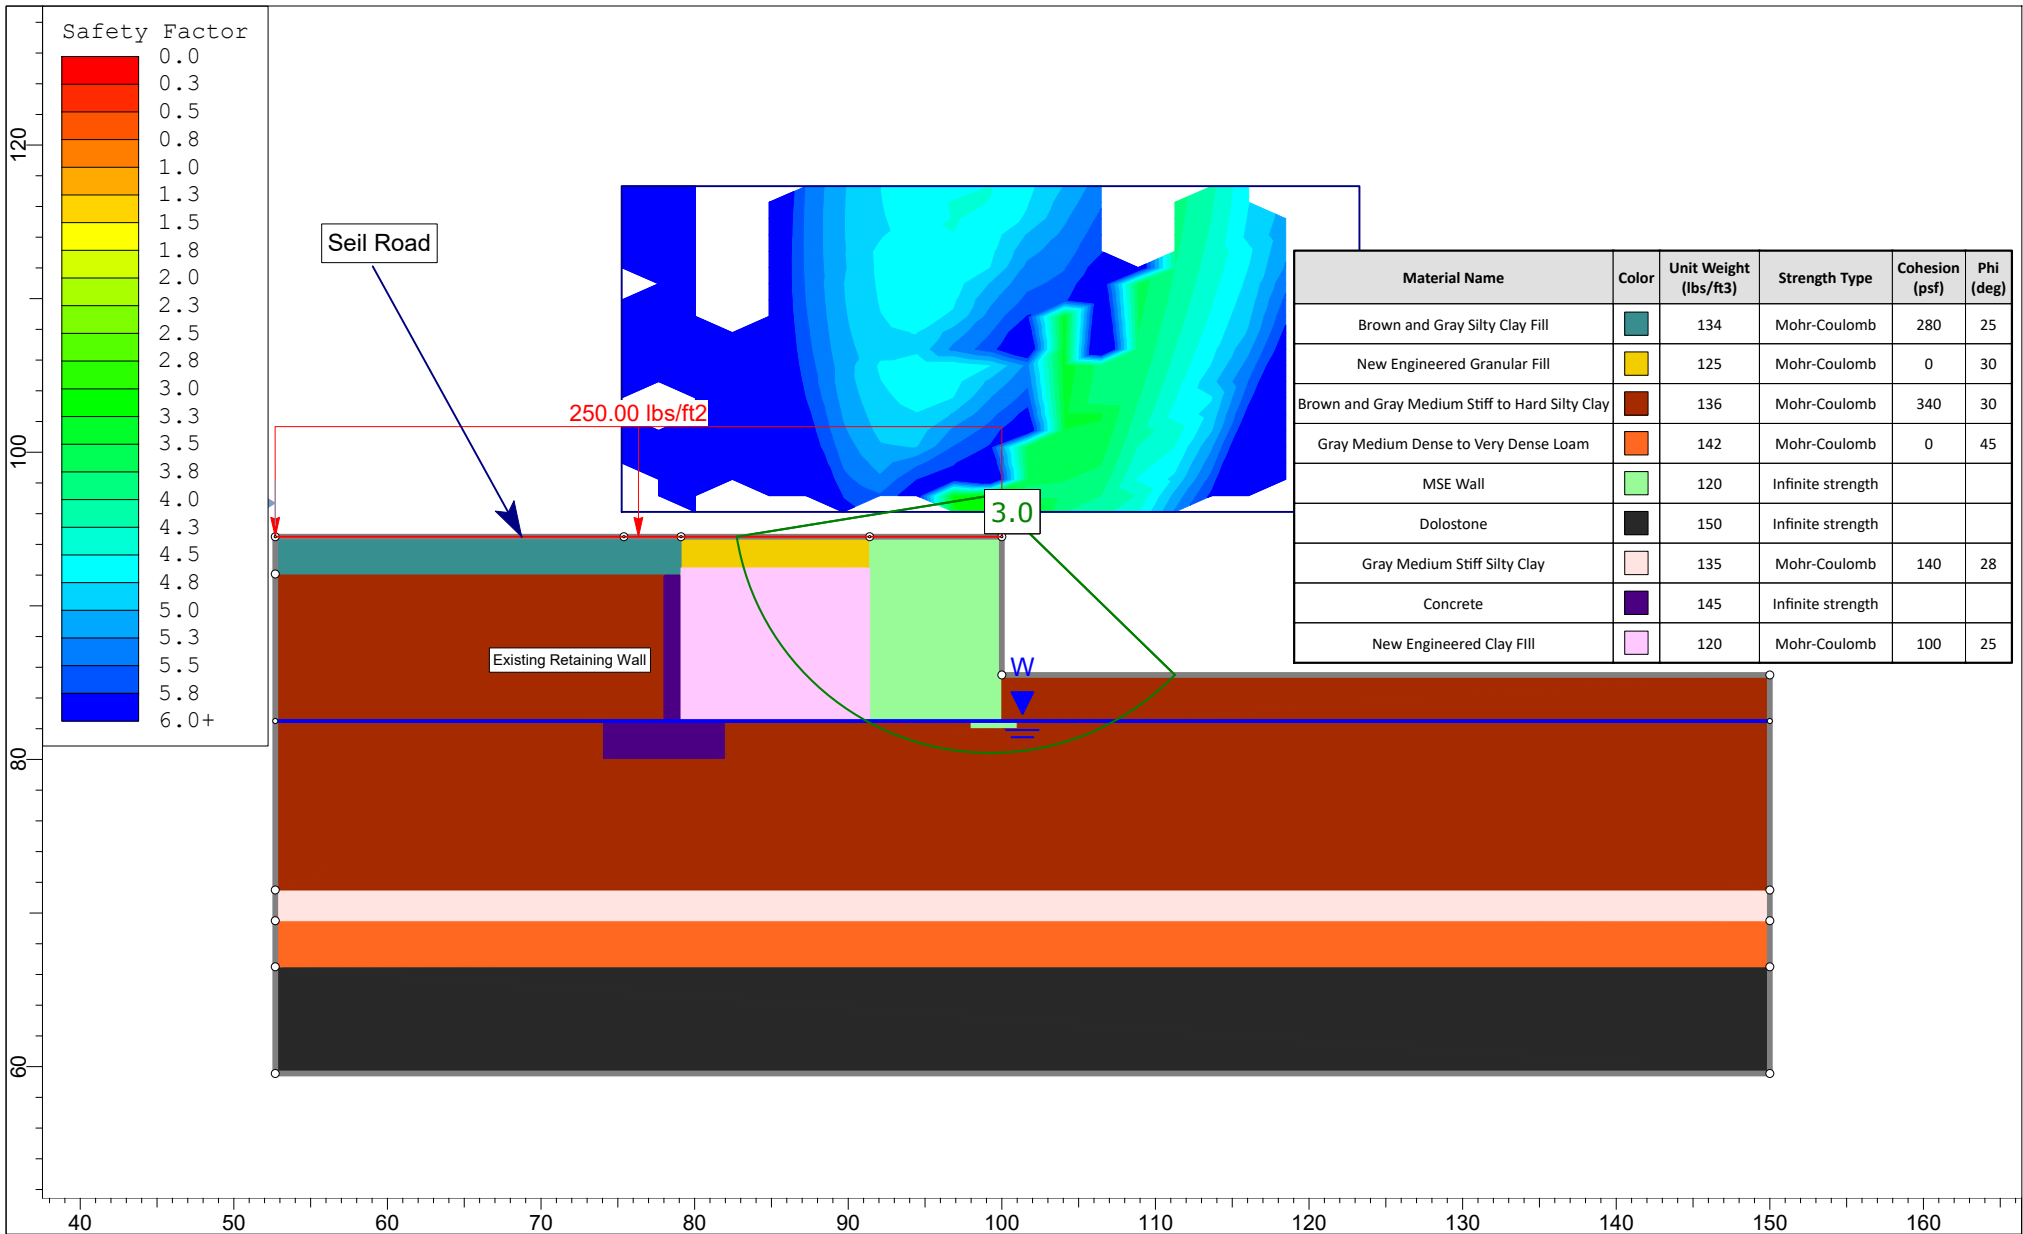 Safety Factor
0.0
0.3
0.5
0.8
1.0
1.3
1.5
1.8
2.0
2.3
2.5
2.8
3.0
3.3
3.5
3.8
4.0
4.3
4.5
4.8
5.0
5.3
5.5
5.8
6.0+
Seil Road
250.00 lbs/ft2
3.0
Existing Retaining Wall
W
Material Name Color Unit Weight (lbs/ft3) Strength Type Cohesion (psf) Phi (deg)
Brown and Gray Silty Clay Fill 134 Mohr-Coulomb 280 25
New Engineered Granular Fill 125 Mohr-Coulomb 0 30
Brown and Gray Medium Stiff to Hard Silty Clay 136 Mohr-Coulomb 340 30
Gray Medium Dense to Very Dense Loam 142 Mohr-Coulomb 0 45
MSE Wall 120 Infinite strength
Dolostone 150 Infinite strength
Gray Medium Stiff Silty Clay 135 Mohr-Coulomb 140 28
Concrete 145 Infinite strength
New Engineered Clay FIll 120 Mohr-Coulomb 100 25
120
100
80
60
40 50 60 70 80 90 100 110 120 130 140 150 160